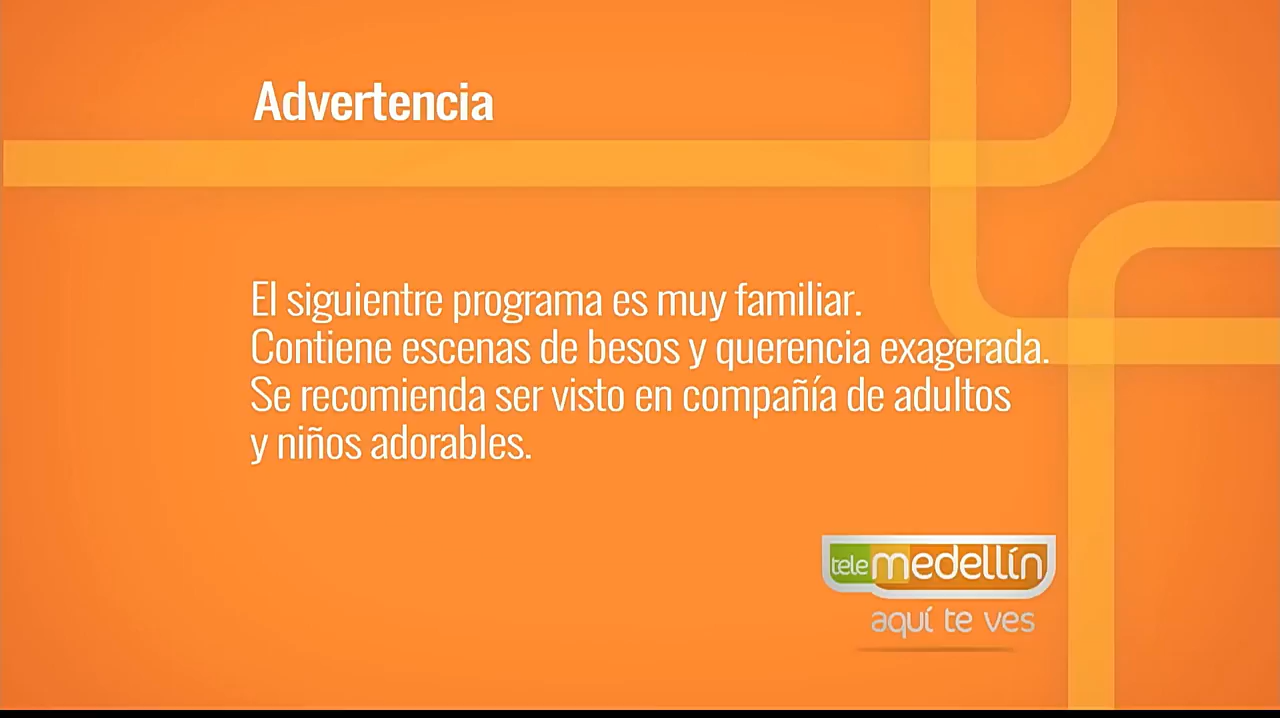 Advertencia
El siguientre programa es muy familiar.
Contiene escenas de besos y querencia exagerada.
Se recomienda ser visto en compañía de adultos
y niños adorables.
tele medellín
aquí te ves